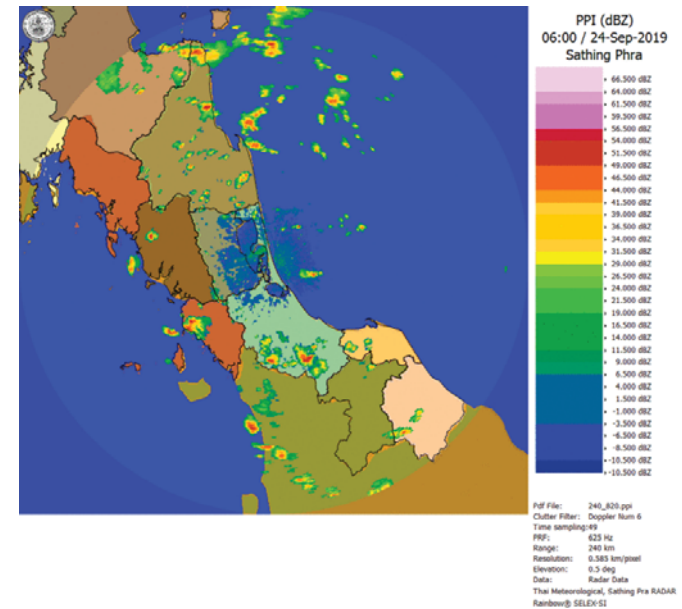 PPI (dBZ)
06:00 / 24-Sep-2019
Sathing Phra
66.500 dBZ
64.000 dBZ
61.500 dBZ
59.500 dBZ
56.500 dBZ
54.000 dBZ
51.500 dBZ
49.000 dBZ
46.500 dBZ
44.000 dBZ
41.500 dBZ
39.000 dBZ
36.500 dBZ
34.000 dBZ
31.500 dBZ
29.000 dBZ
26.500 dBZ
24.000 dBZ
21.500 dBZ
19.000 dBZ
16.500 dBZ
14.000 dBZ
11.500 dBZ
9.000 dBZ
6.500 dBZ
4.000 dBZ
1.500 dBZ
-1.000 dBZ
-3.500 dBZ
-6.500 dBZ
-8.500 dBZ
-10.500 dBZ
-10.500 dBZ
Pdf File: 240_820.ppi
Clutter Filter: Doppler Num 6
Time sampling:49
PRF: 625 Hz
Range: 240 km
Resolution: 0.585 km/pixel
Elevation: 0.5 deg
Data: Radar Data
Thai Meteorological, Sathing Pra RADAR
Rainbow® SELEX-SI